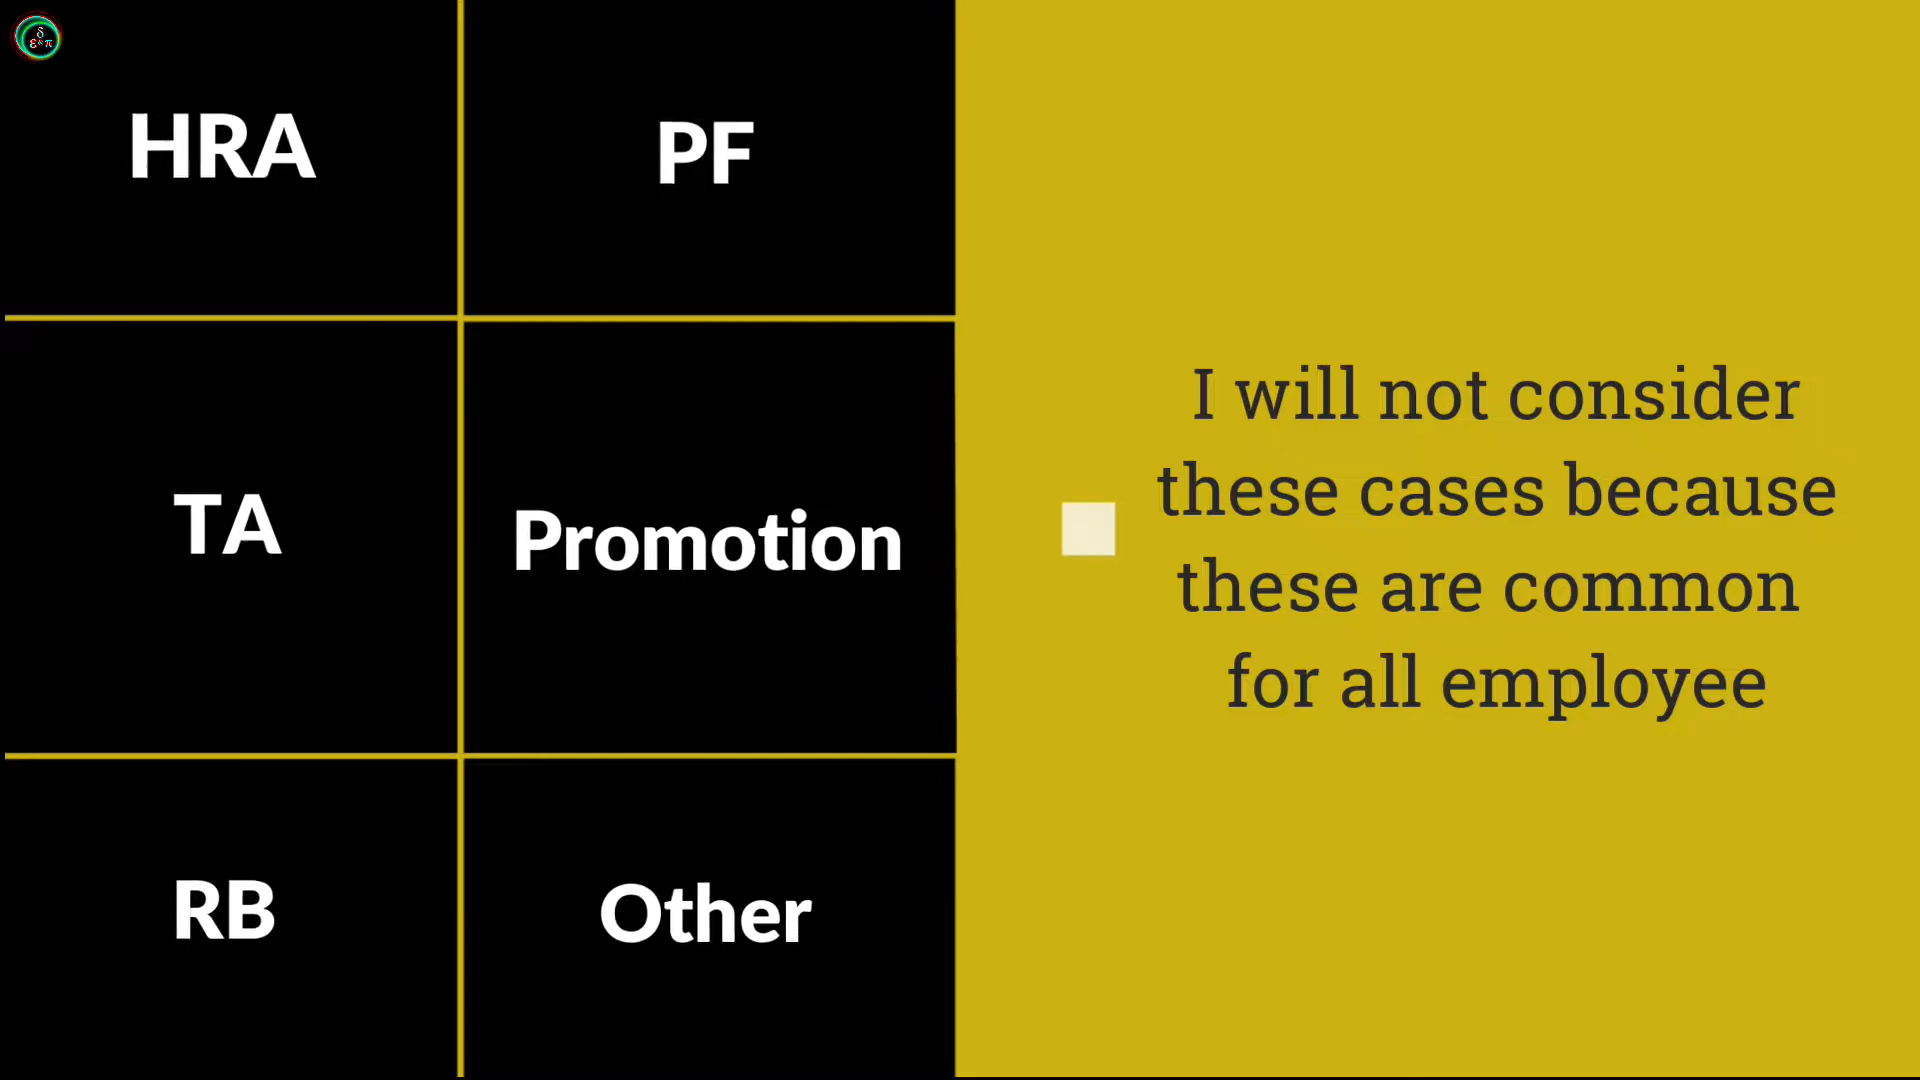 δ
ε*π
HRA
PF
TA
Promotion
RB
Other
I will not consider
these cases because
these are common
for all employee